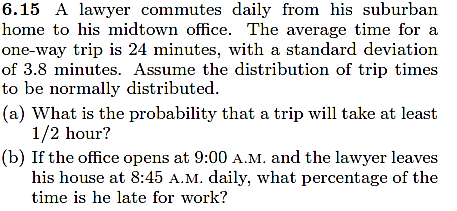 6.15 A lawyer commutes daily from his suburban
home to his midtown office. The average time for a
one-way trip is 24 minutes, with a standard deviation
of 3.8 minutes. Assume the distribution of trip times
to be normally distributed.
(a) What is the probability that a trip will take at least
1/2 hour?
(b) If the office opens at 9:00 A.M. and the lawyer leaves
his house at 8:45 A.M. daily, what percentage of the
time is he late for work?